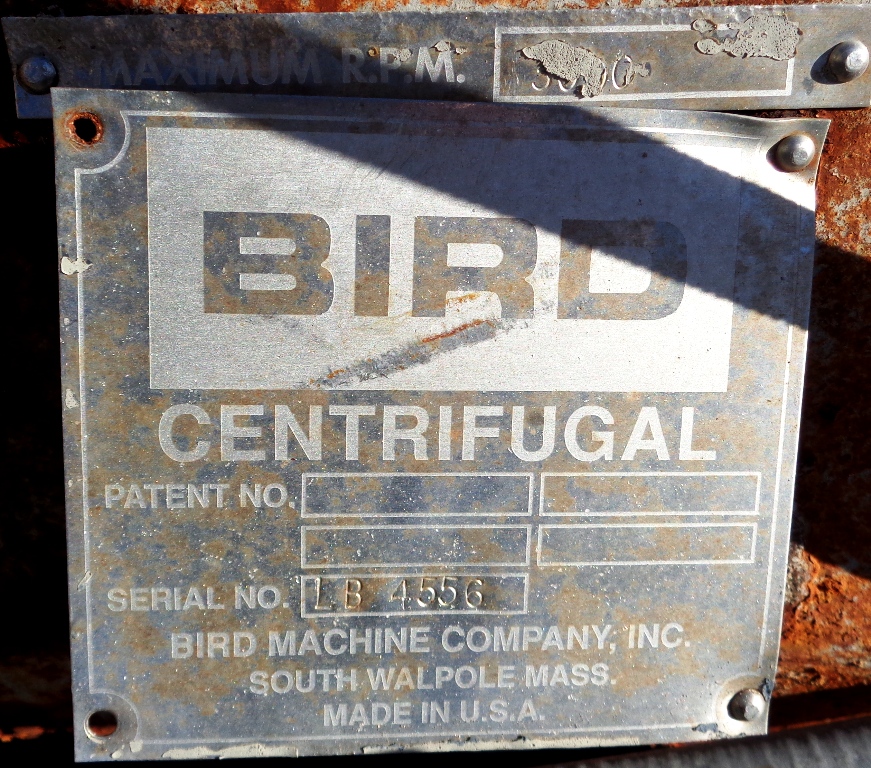 MAXIMUM R.P.M.
BIRD
CENTRIFUGAL
PATENT NO.
SERIAL NO. LB 4556
BIRD MACHINE COMPANY, INC.
SOUTH WALPOLE MASS.
MADE IN U.S.A.